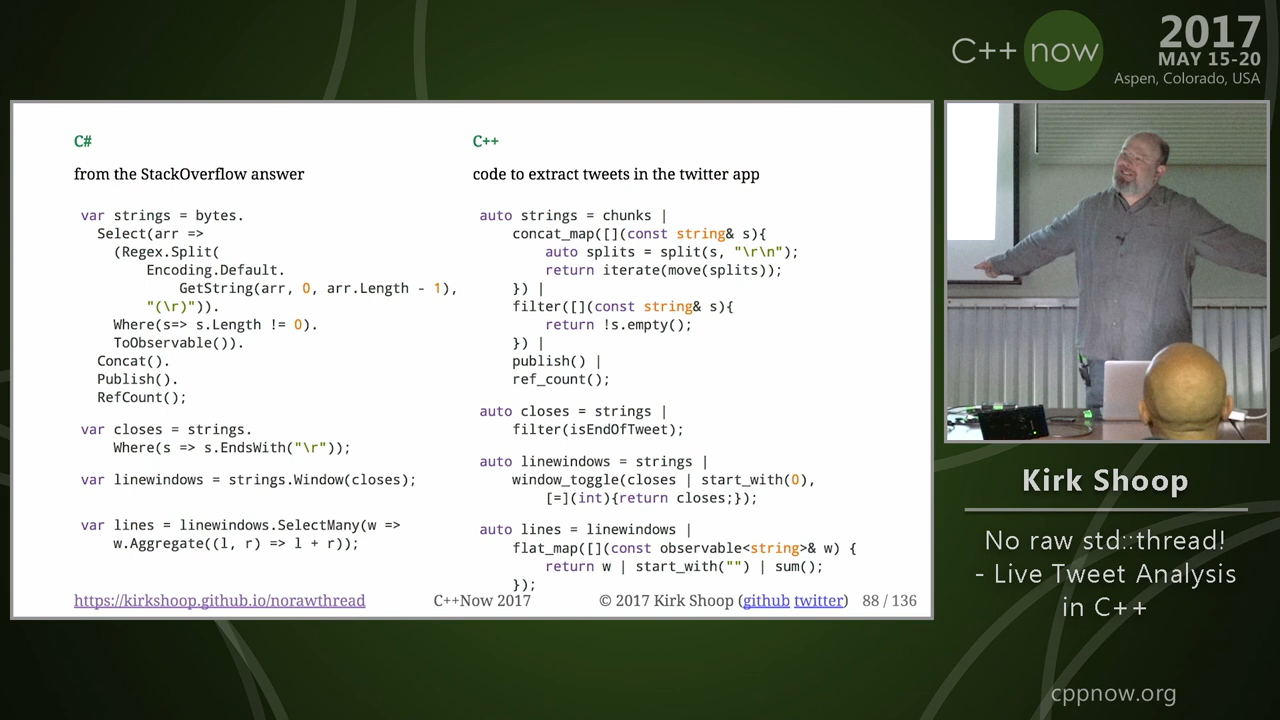 C++ now
2017
MAY 15-20
Aspen, Colorado, USA
C#
from the StackOverflow answer
var strings = bytes.
Select(arr =>
(Regex.Split(
Encoding.Default.
GetString(arr, 0, arr.Length - 1),
"(\r)")).
Where(s=> s.Length != 0).
ToObservable()).
Concat().
Publish().
RefCount();
var closes = strings.
Where(s => s.EndsWith("\r"));
var linewindows = strings.Window(closes);
var lines = linewindows.SelectMany(w =>
w.Aggregate((l, r) => l + r));
C++
code to extract tweets in the twitter app
auto strings = chunks |
concat_map([](const string& s){
auto splits = split(s, "\r\n");
return iterate(move(splits));
}) |
filter([](const string& s){
return !s.empty();
}) |
publish() |
ref_count();
auto closes = strings |
filter(isEndOfTweet);
auto linewindows = strings |
window_toggle(closes | start_with(0),
[=](int){return closes;});
auto lines = linewindows |
flat_map([](const observable<string>& w) {
return w | start_with("") | sum();
});
https://kirkshoop.github.io/norawthread
C++Now 2017
© 2017 Kirk Shoop (github twitter)
88 / 136
Kirk Shoop
No raw std::thread!
- Live Tweet Analysis
in C++
cppnow.org